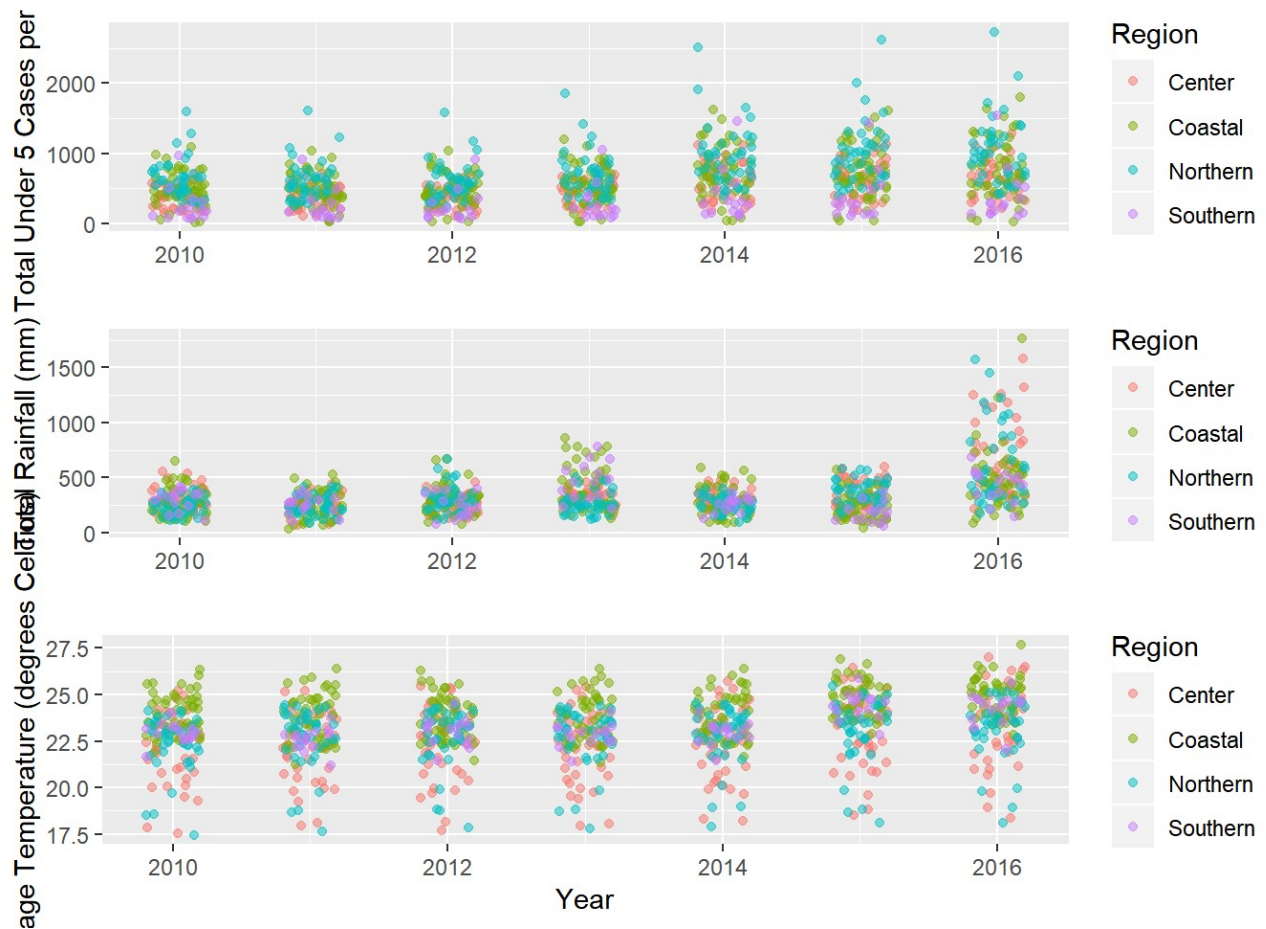 Total Under 5 Cases per
2000
1000
0
2010
2012
2014
2016
Region
Center
Coastal
Northern
Southern
Total Rainfall (mm)
1500
1000
500
0
2010
2012
2014
2016
Region
Center
Coastal
Northern
Southern
age Temperature (degrees Celcius)
27.5
25.0
22.5
20.0
17.5
2010
2012
2014
2016
Year
Region
Center
Coastal
Northern
Southern